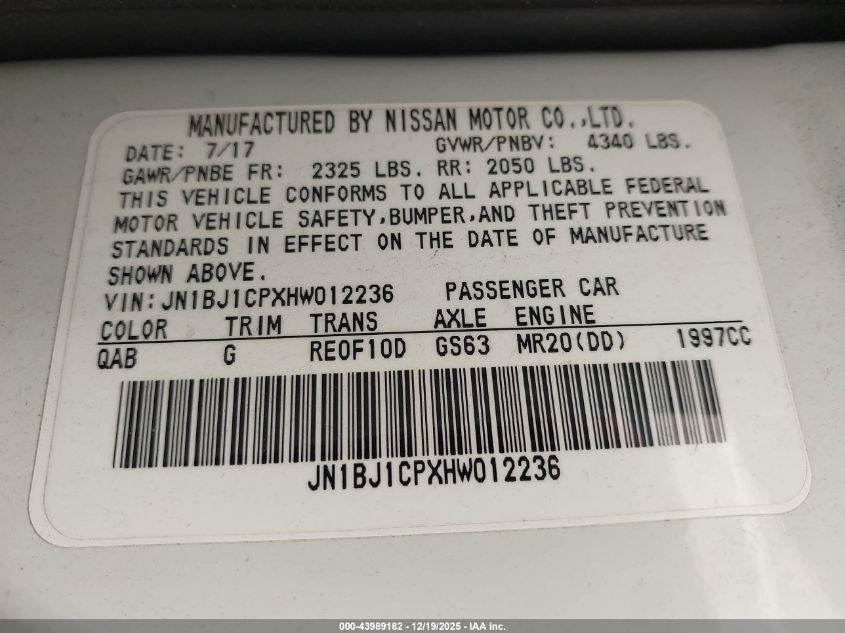 MANUFACTURED BY NISSAN MOTOR CO.,LTD.
DATE: 7/17 GVWR/PNBV: 4340 LBS.
GAWR/PNBE FR: 2325 LBS. RR: 2050 LBS.
THIS VEHICLE CONFORMS TO ALL APPLICABLE FEDERAL
MOTOR VEHICLE SAFETY,BUMPER,AND THEFT PREVENTION
STANDARDS IN EFFECT ON THE DATE OF MANUFACTURE
SHOWN ABOVE.
VIN:JN1BJ1CPXHW012236 PASSENGER CAR
COLOR TRIM TRANS AXLE ENGINE
QAB G RE0F10D GS63 MR20(DD) 1997CC
JN1BJ1CPXHW012236
000-43989182 - 12/19/2025 - IAA Inc.